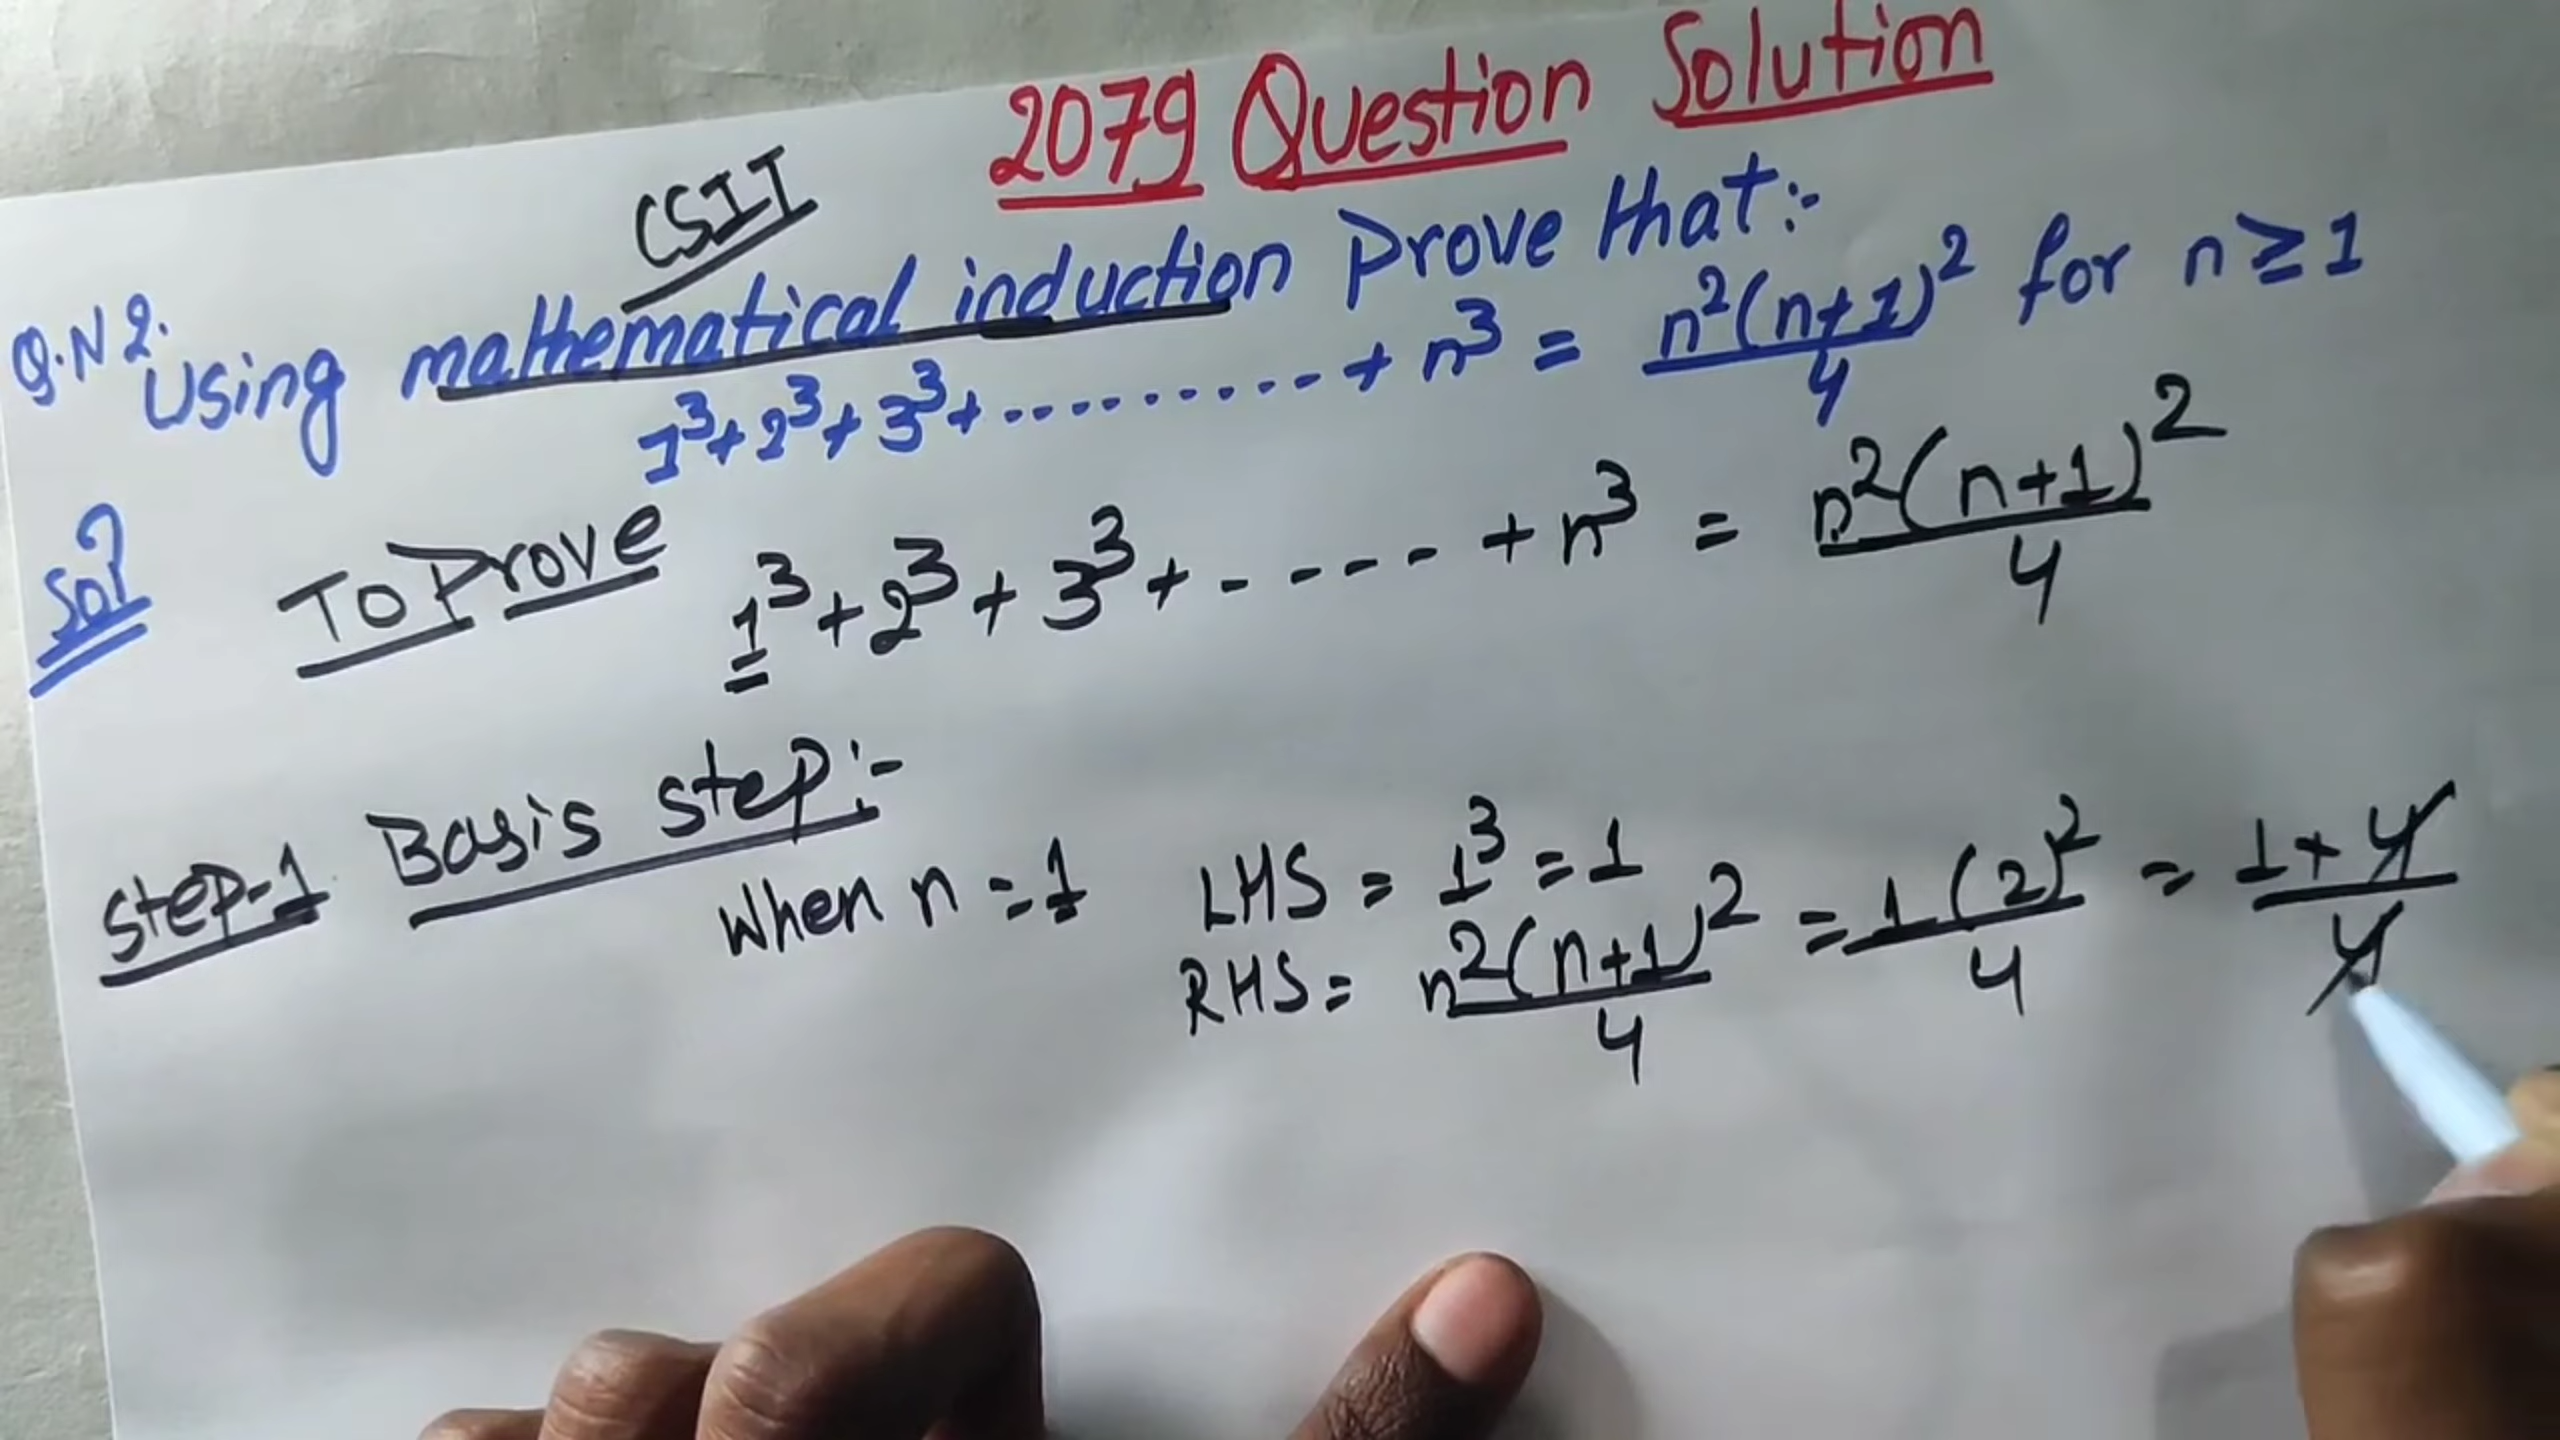 2079 Question Solution
CSIT
Q.N 2. Using mathematical induction Prove that:-
1³+2³+3³+..........+ n³ = n²(n+1)²/4 for n ≥ 1
Solⁿ To Prove 1³+2³+3³+-----+n³ = n²(n+1)²/4
Step-1 Basis step:-
When n=1 LHS = 1³ = 1
RHS = n²(n+1)²/4 = 1(2)²/4 = 1*4/4